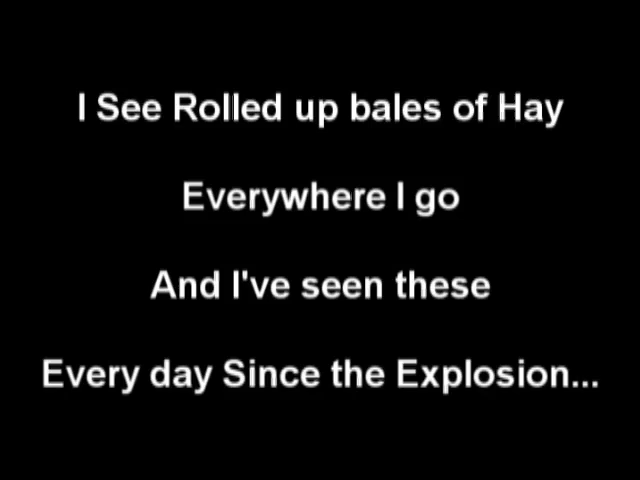 I See Rolled up bales of Hay
Everywhere I go
And I've seen these
Every day Since the Explosion...